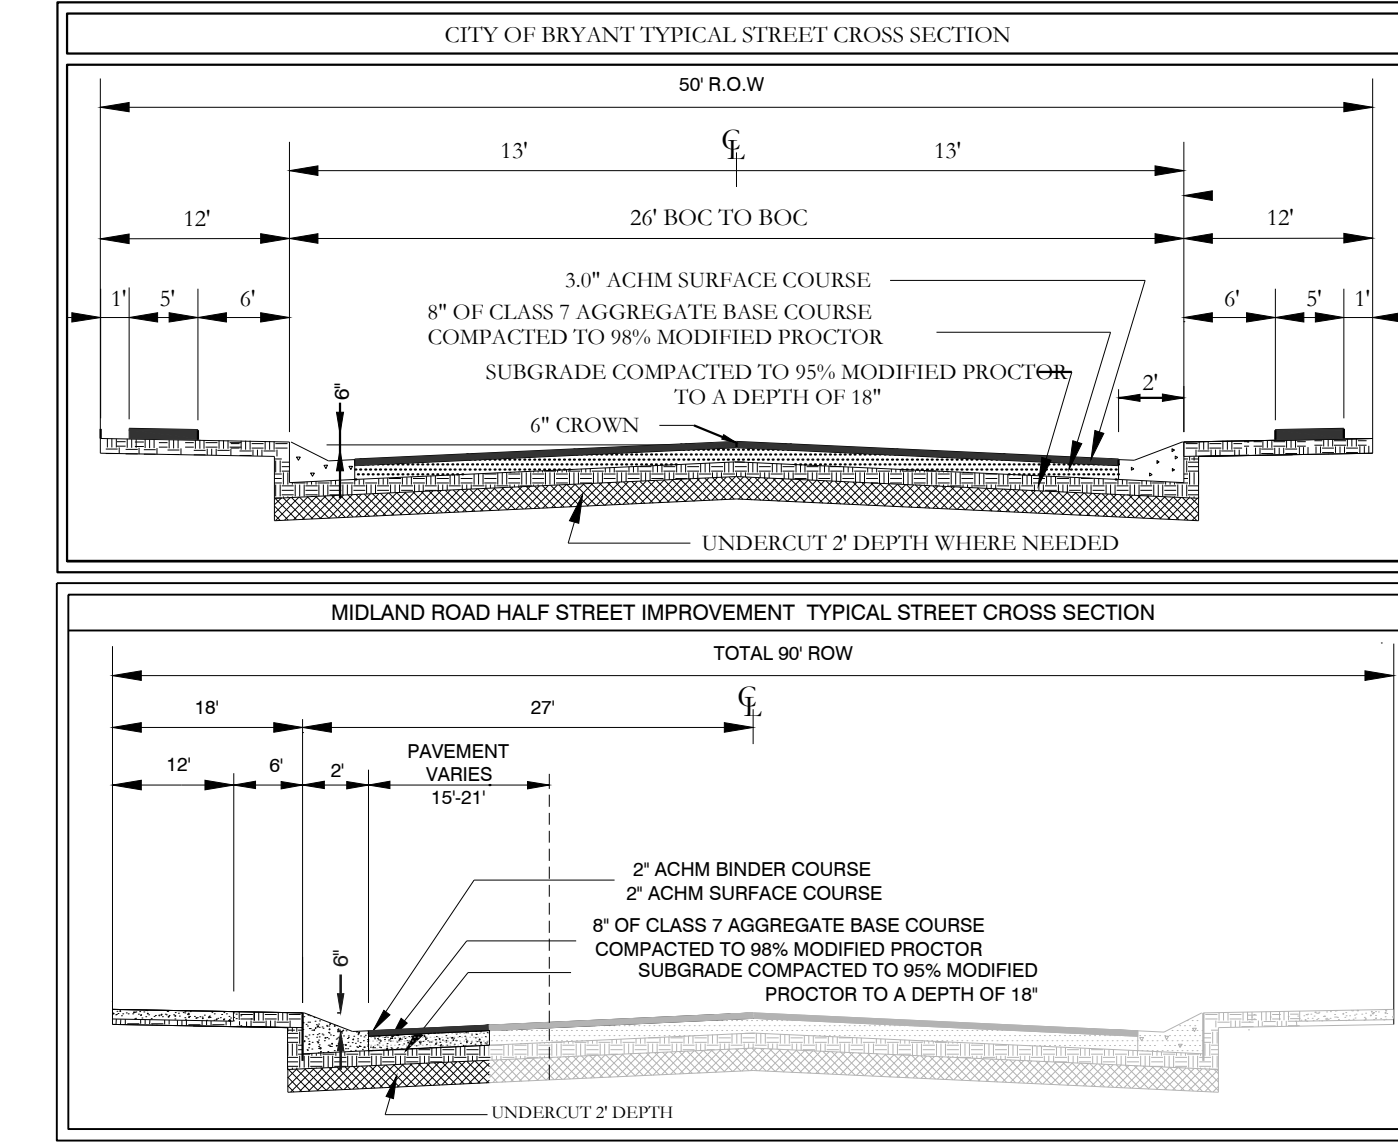 CITY OF BRYANT TYPICAL STREET CROSS SECTION
50' R.O.W
13' ℄ 13'
12' 26' BOC TO BOC 12'
1' 5' 6' 6' 5' 1'
3.0" ACHM SURFACE COURSE
8" OF CLASS 7 AGGREGATE BASE COURSE
COMPACTED TO 98% MODIFIED PROCTOR
SUBGRADE COMPACTED TO 95% MODIFIED PROCTOR
TO A DEPTH OF 18"
2'
6"
6" CROWN
UNDERCUT 2' DEPTH WHERE NEEDED
MIDLAND ROAD HALF STREET IMPROVEMENT TYPICAL STREET CROSS SECTION
TOTAL 90' ROW
℄
18' 27'
12' 6' 2'
PAVEMENT
VARIES
15'-21'
2" ACHM BINDER COURSE
2" ACHM SURFACE COURSE
8" OF CLASS 7 AGGREGATE BASE COURSE
COMPACTED TO 98% MODIFIED PROCTOR
SUBGRADE COMPACTED TO 95% MODIFIED
PROCTOR TO A DEPTH OF 18"
6"
UNDERCUT 2' DEPTH